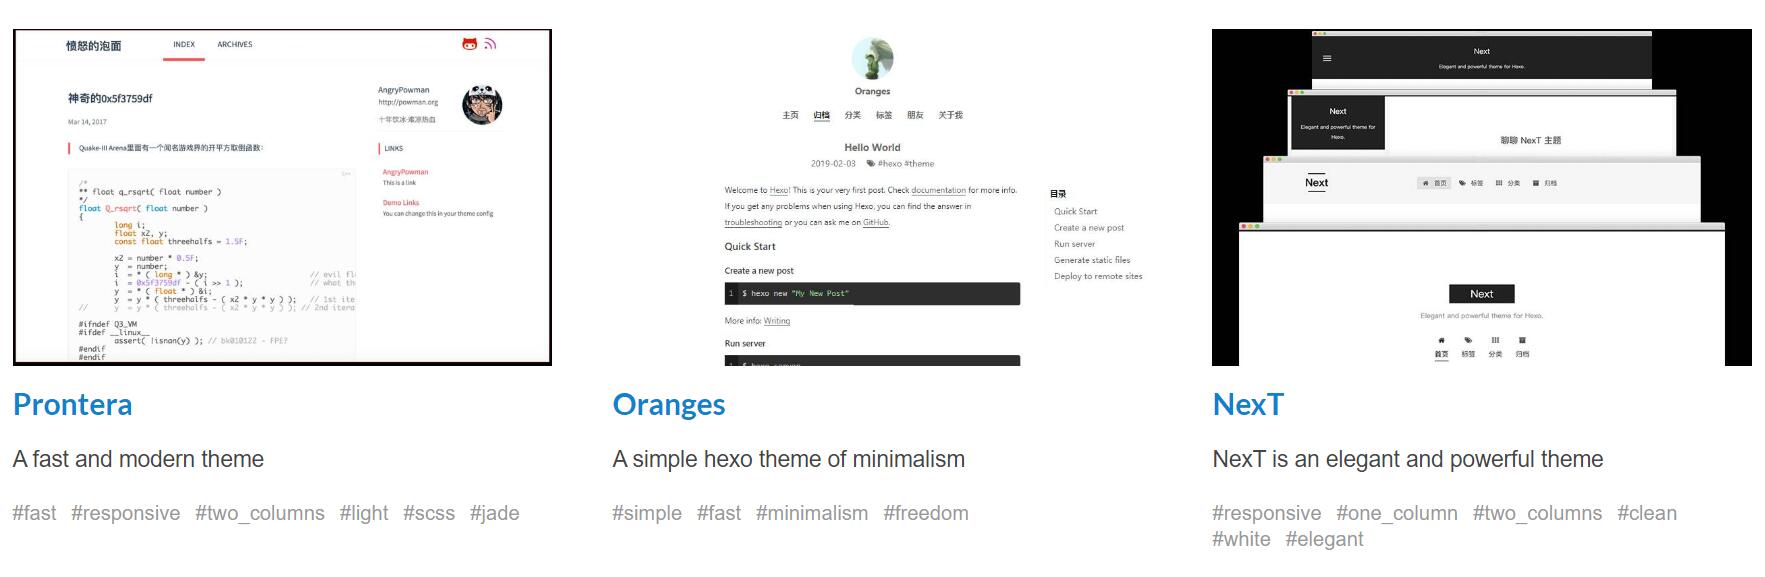 愤怒的泡面
INDEX
ARCHIVES
神奇的0x5f3759df
Mar 14, 2017
Quake-III Arena里面有一个闻名游戏界的开平方取倒函数:
C++
/*
** float q_rsqrt( float number )
*/
float Q_rsqrt( float number )
{
long i;
float x2, y;
const float threehalfs = 1.5F;
x2 = number * 0.5F;
y = number;
i = * ( long * ) &y; // evil fl
i = 0x5f3759df - ( i >> 1 ); // what th
y = * ( float * ) &i;
y = y * ( threehalfs - ( x2 * y * y ) ); // 1st ite
// y = y * ( threehalfs - ( x2 * y * y ) ); // 2nd itera
#ifndef Q3_VM
#ifdef __linux__
assert( !isnan(y) ); // bk010122 - FPE?
#endif
#endif
AngryPowman
http://powman.org
十年饮冰·难凉热血
LINKS
AngryPowman
This is a link
Demo Links
You can change this in your theme config
Prontera
A fast and modern theme
#fast #responsive #two_columns #light #scss #jade
Oranges
主页 归档 分类 标签 朋友 关于我
Hello World
2019-02-03 #hexo #theme
Welcome to Hexo! This is your very first post. Check documentation for more info.
If you get any problems when using Hexo, you can find the answer in
troubleshooting or you can ask me on GitHub.
Quick Start
Create a new post
1 $ hexo new "My New Post"
More info: Writing
Run server
1 $ hexo server
目录
Quick Start
Create a new post
Run server
Generate static files
Deploy to remote sites
Oranges
A simple hexo theme of minimalism
#simple #fast #minimalism #freedom
Next
Elegant and powerful theme for Hexo.
Next
Elegant and powerful theme for
Hexo.
聊聊 NexT 主题
Next
首页 标签 分类 归档
Next
Elegant and powerful theme for Hexo.
首页 标签 分类 归档
NexT
NexT is an elegant and powerful theme
#responsive #one_column #two_columns #clean
#white #elegant